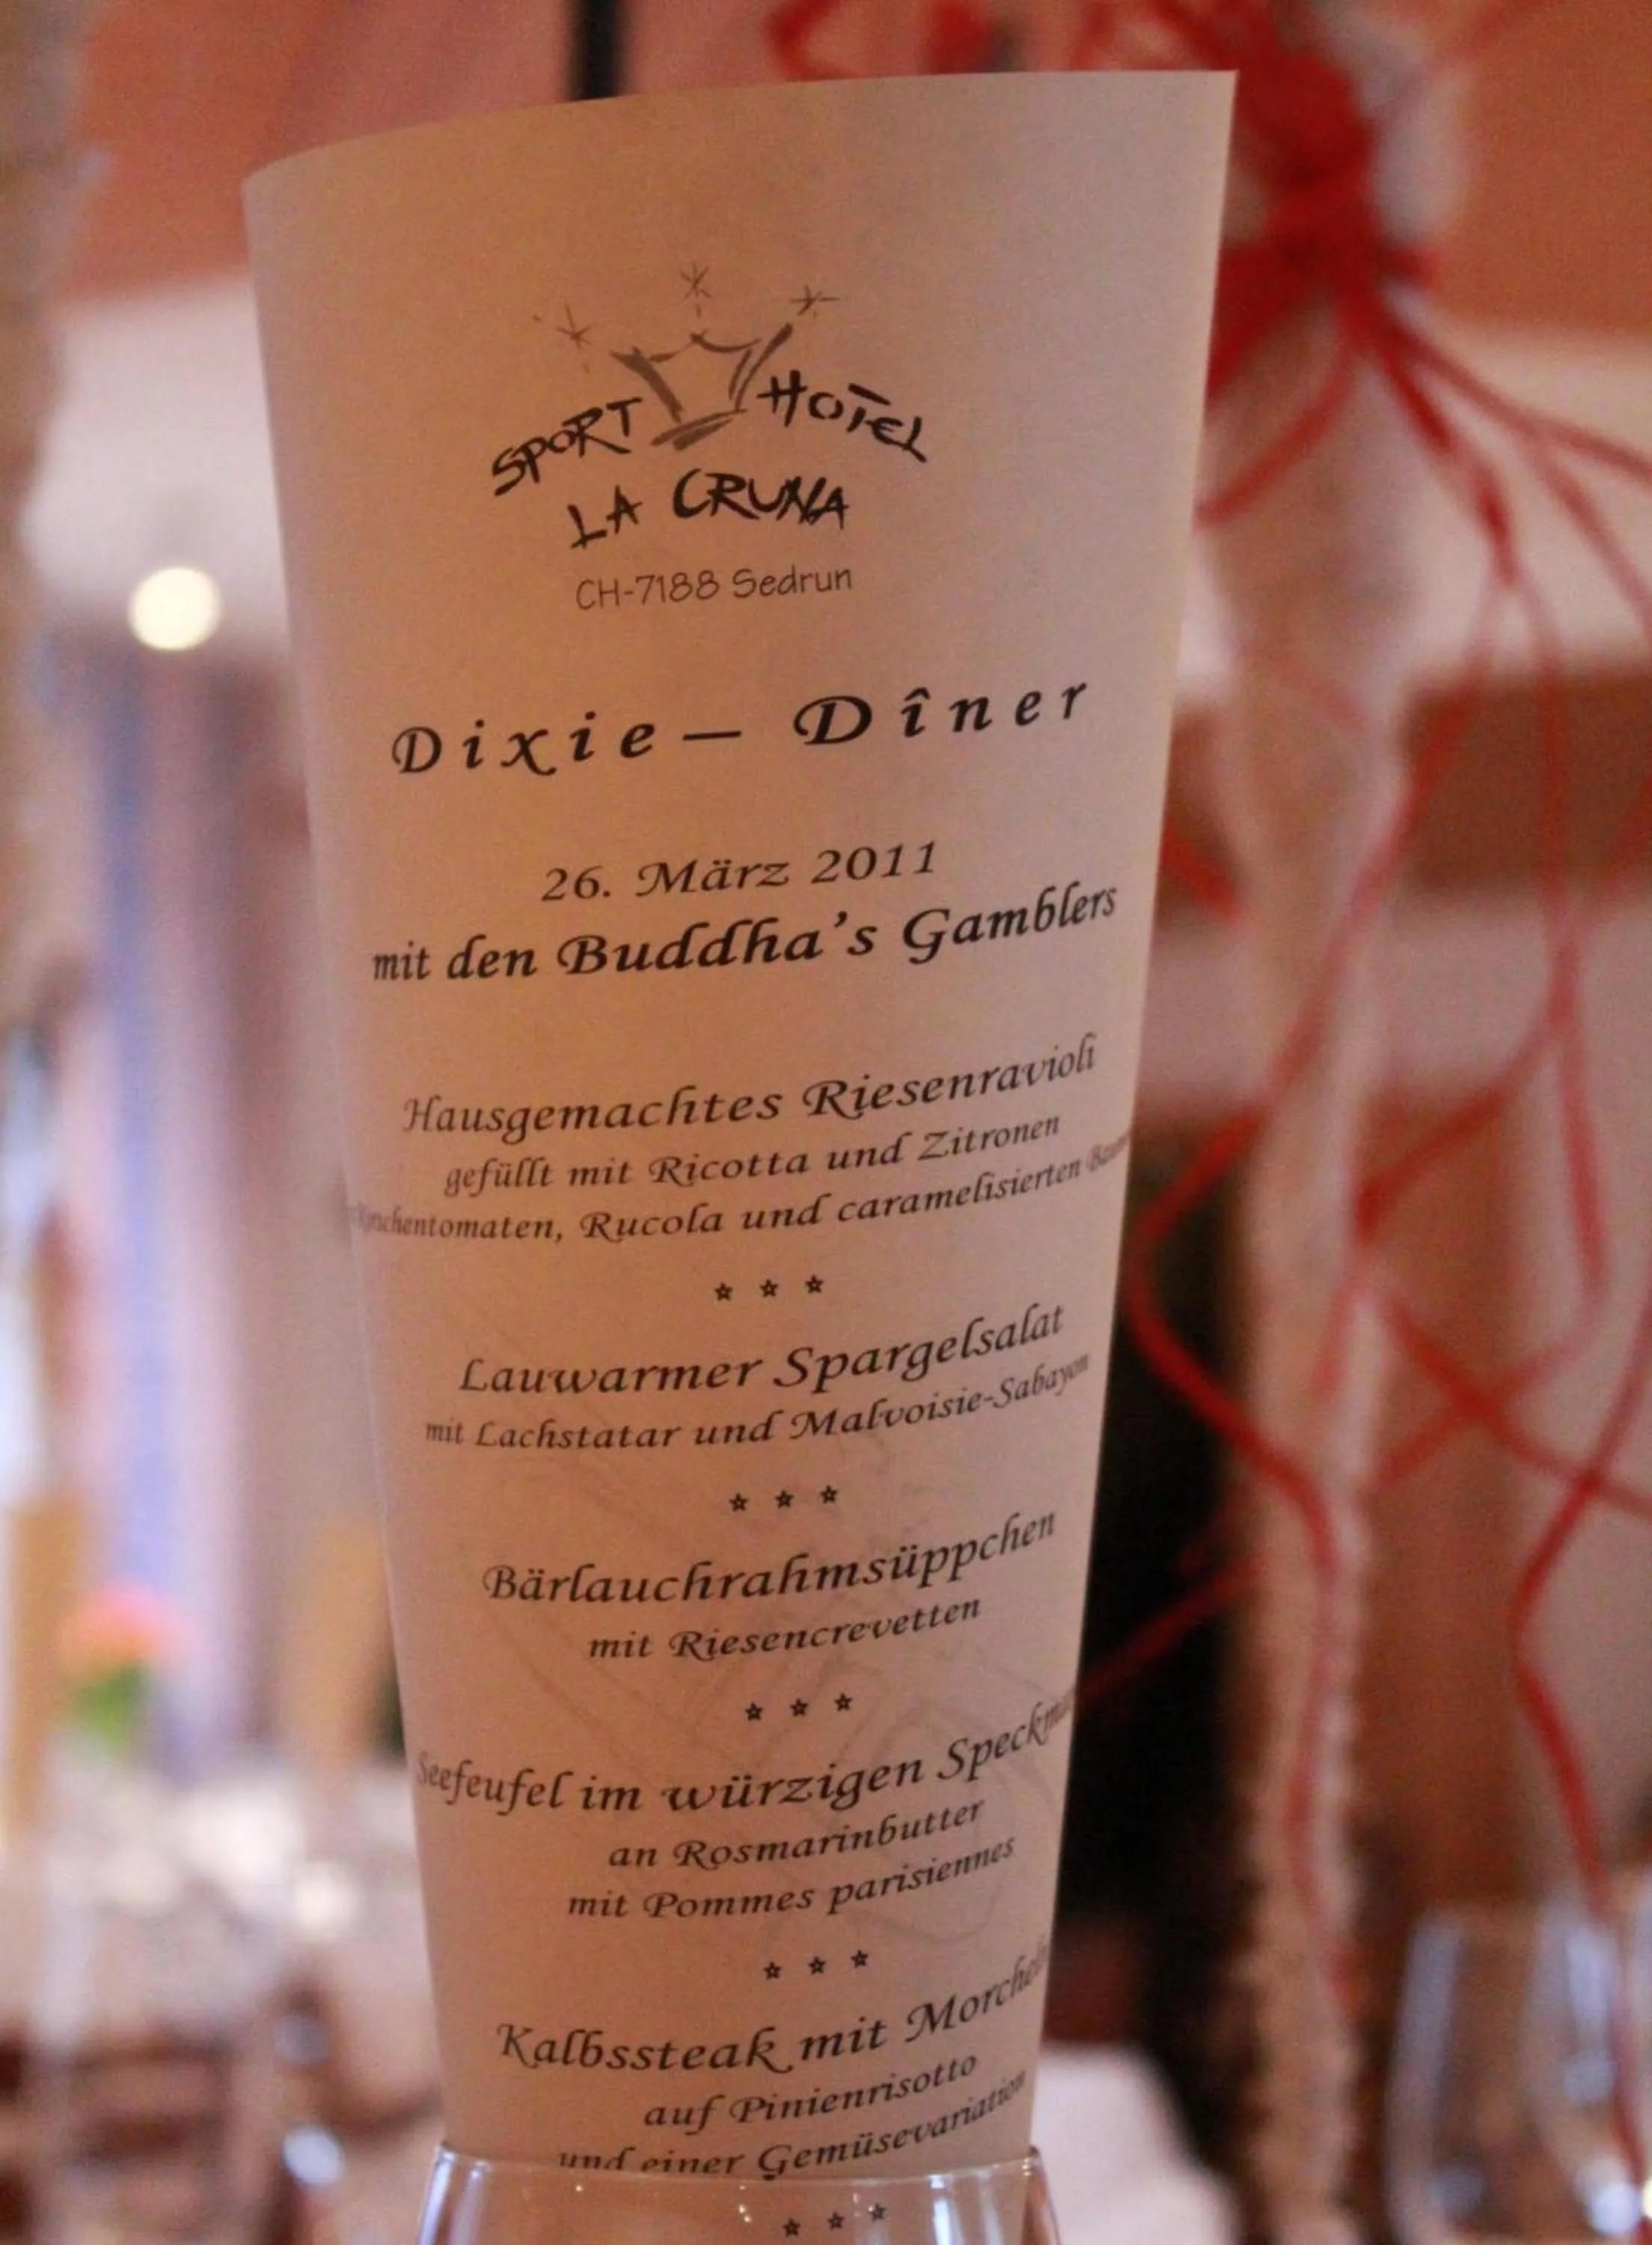 SPORT HOTEL
LA CRUNA
CH-7188 Sedrun
Dixie– Dîner
26. März 2011
mit den Buddha's Gamblers
Hausgemachtes Riesenravioli
gefüllt mit Ricotta und Zitronen
Rucola und caramelisierten
* * *
Lauwarmer Spargelsalat
mit Lachstatar und Malvoisie-Sabayon
* * *
Bärlauchrahmsüppchen
mit Riesencrevetten
* * *
Seefeufel im würzigen
an Rosmarinbutter
mit Pommes parisiennes
* * *
Kalbssteak mit
auf Pinienrisotto
und einer Gemüsevariation
* * *